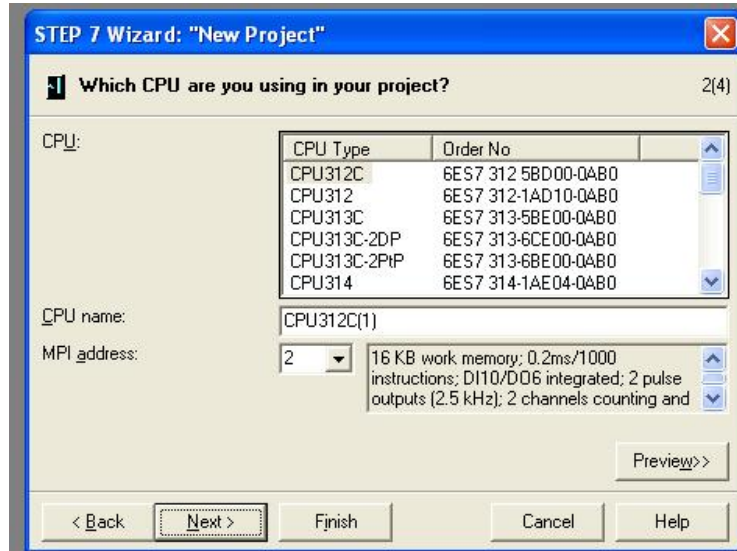 STEP 7 Wizard: "New Project"
Which CPU are you using in your project?
2(4)
CPU:
CPU Type Order No
CPU312C 6ES7 312 5BD00-0AB0
CPU312 6ES7 312-1AD10-0AB0
CPU313C 6ES7 313-5BE00-0AB0
CPU313C-2DP 6ES7 313-6CE00-0AB0
CPU313C-2PtP 6ES7 313-6BE00-0AB0
CPU314 6ES7 314-1AE04-0AB0
CPU name:
CPU312C(1)
MPI address:
2
16 KB work memory; 0.2ms/1000
instructions; DI10/DO6 integrated; 2 pulse
outputs (2.5 kHz); 2 channels counting and
Preview>>
< Back
Next >
Finish
Cancel
Help